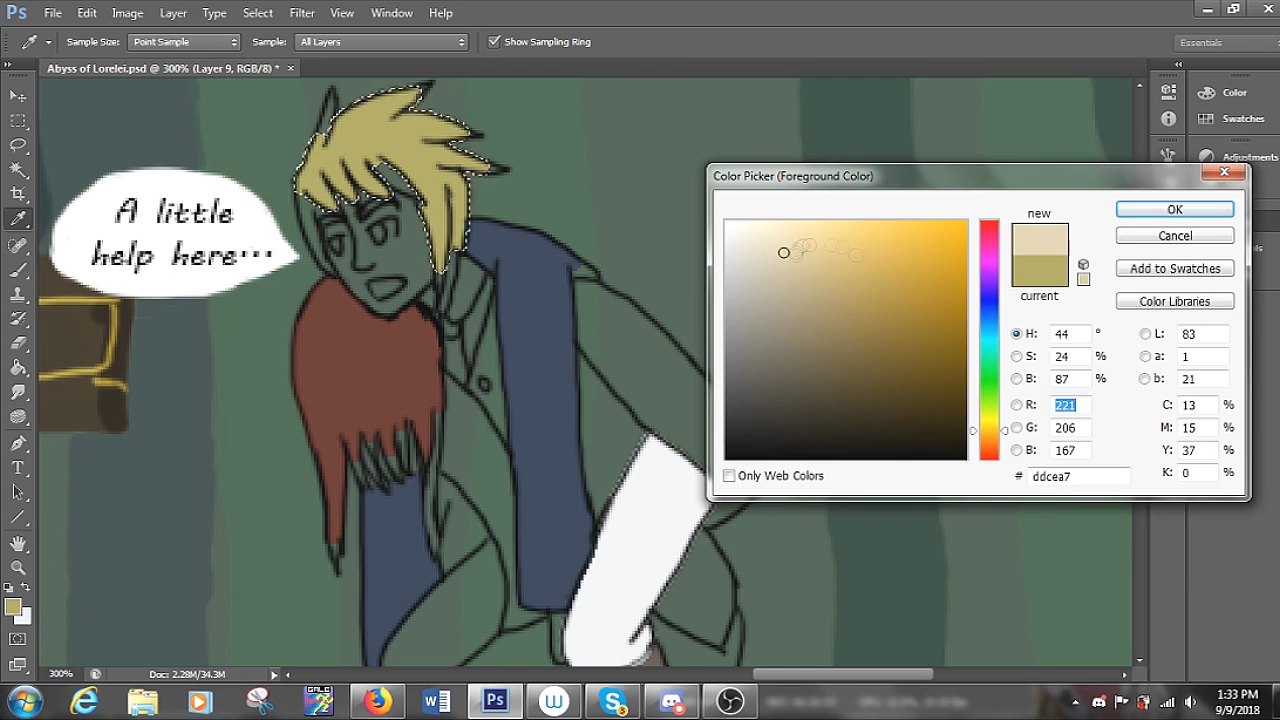 Ps File Edit Image Layer Type Select Filter View Window Help
Sample Size: Point Sample Sample: All Layers Show Sampling Ring Essentials
Abyss of Lorelei.psd @ 300% (Layer 9, RGB/8) * ×
Color
Swatches
Adjustments
A little
help here...
Color Picker (Foreground Color)
new
current
OK
Cancel
Add to Swatches
Color Libraries
H: 44 ° L: 83
S: 24 % a: 1
B: 87 % b: 21
R: 221 C: 13 %
G: 206 M: 15 %
B: 167 Y: 37 %
# ddcea7 K: 0 %
Only Web Colors
300% Doc: 2.28M/34.3M
1:33 PM
9/9/2018